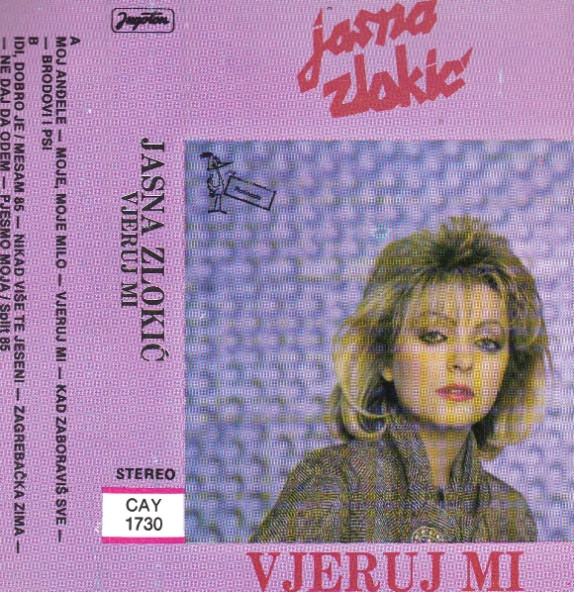 Jugoton
A
MOJ ANĐELE — MOJE, MOJE MILO — VJERUJ MI — KAD ZABORAVIŠ SVE —
— BRODOVI I PSI
B
IDI, DOBRO JE / MESAM 85 — NIKAD VIŠE TE JESENI — ZAGREBAČKA ZIMA —
— NE DAJ DA ODEM — PJESMO MOJA / Split 85
JASNA ZLOKIĆ
VJERUJ MI
STEREO
CAY
1730
jasna
zlokić
VJERUJ MI